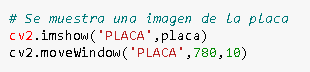 # Se muestra una imagen de la placa
cv2.imshow('PLACA',placa)
cv2.moveWindow('PLACA',780,10)